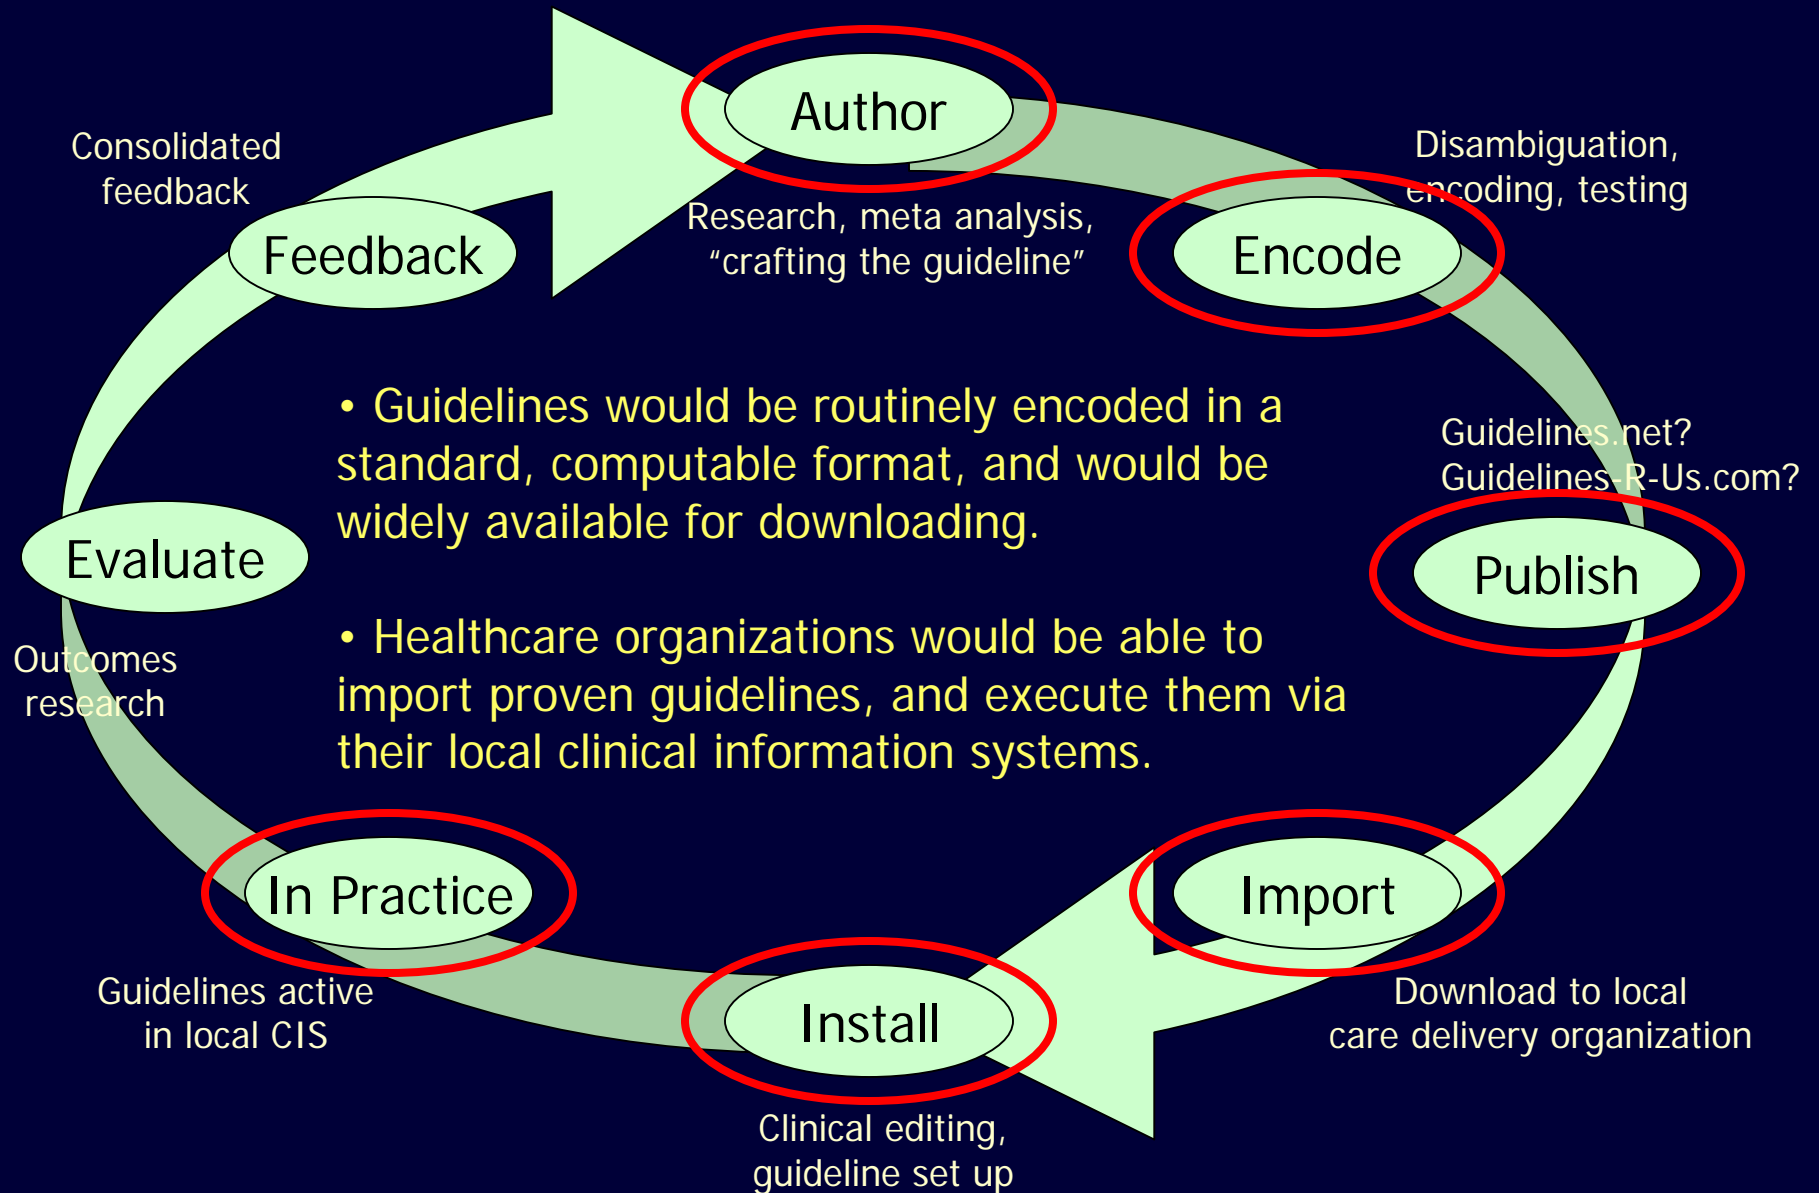 Author
Research, meta analysis,
“crafting the guideline”
Disambiguation,
encoding, testing
Encode
Guidelines.net?
Guidelines-R-Us.com?
Publish
Import
Download to local
care delivery organization
Install
Clinical editing,
guideline set up
In Practice
Guidelines active
in local CIS
Evaluate
Outcomes
research
Consolidated
feedback
Feedback
• Guidelines would be routinely encoded in a
standard, computable format, and would be
widely available for downloading.
• Healthcare organizations would be able to
import proven guidelines, and execute them via
their local clinical information systems.